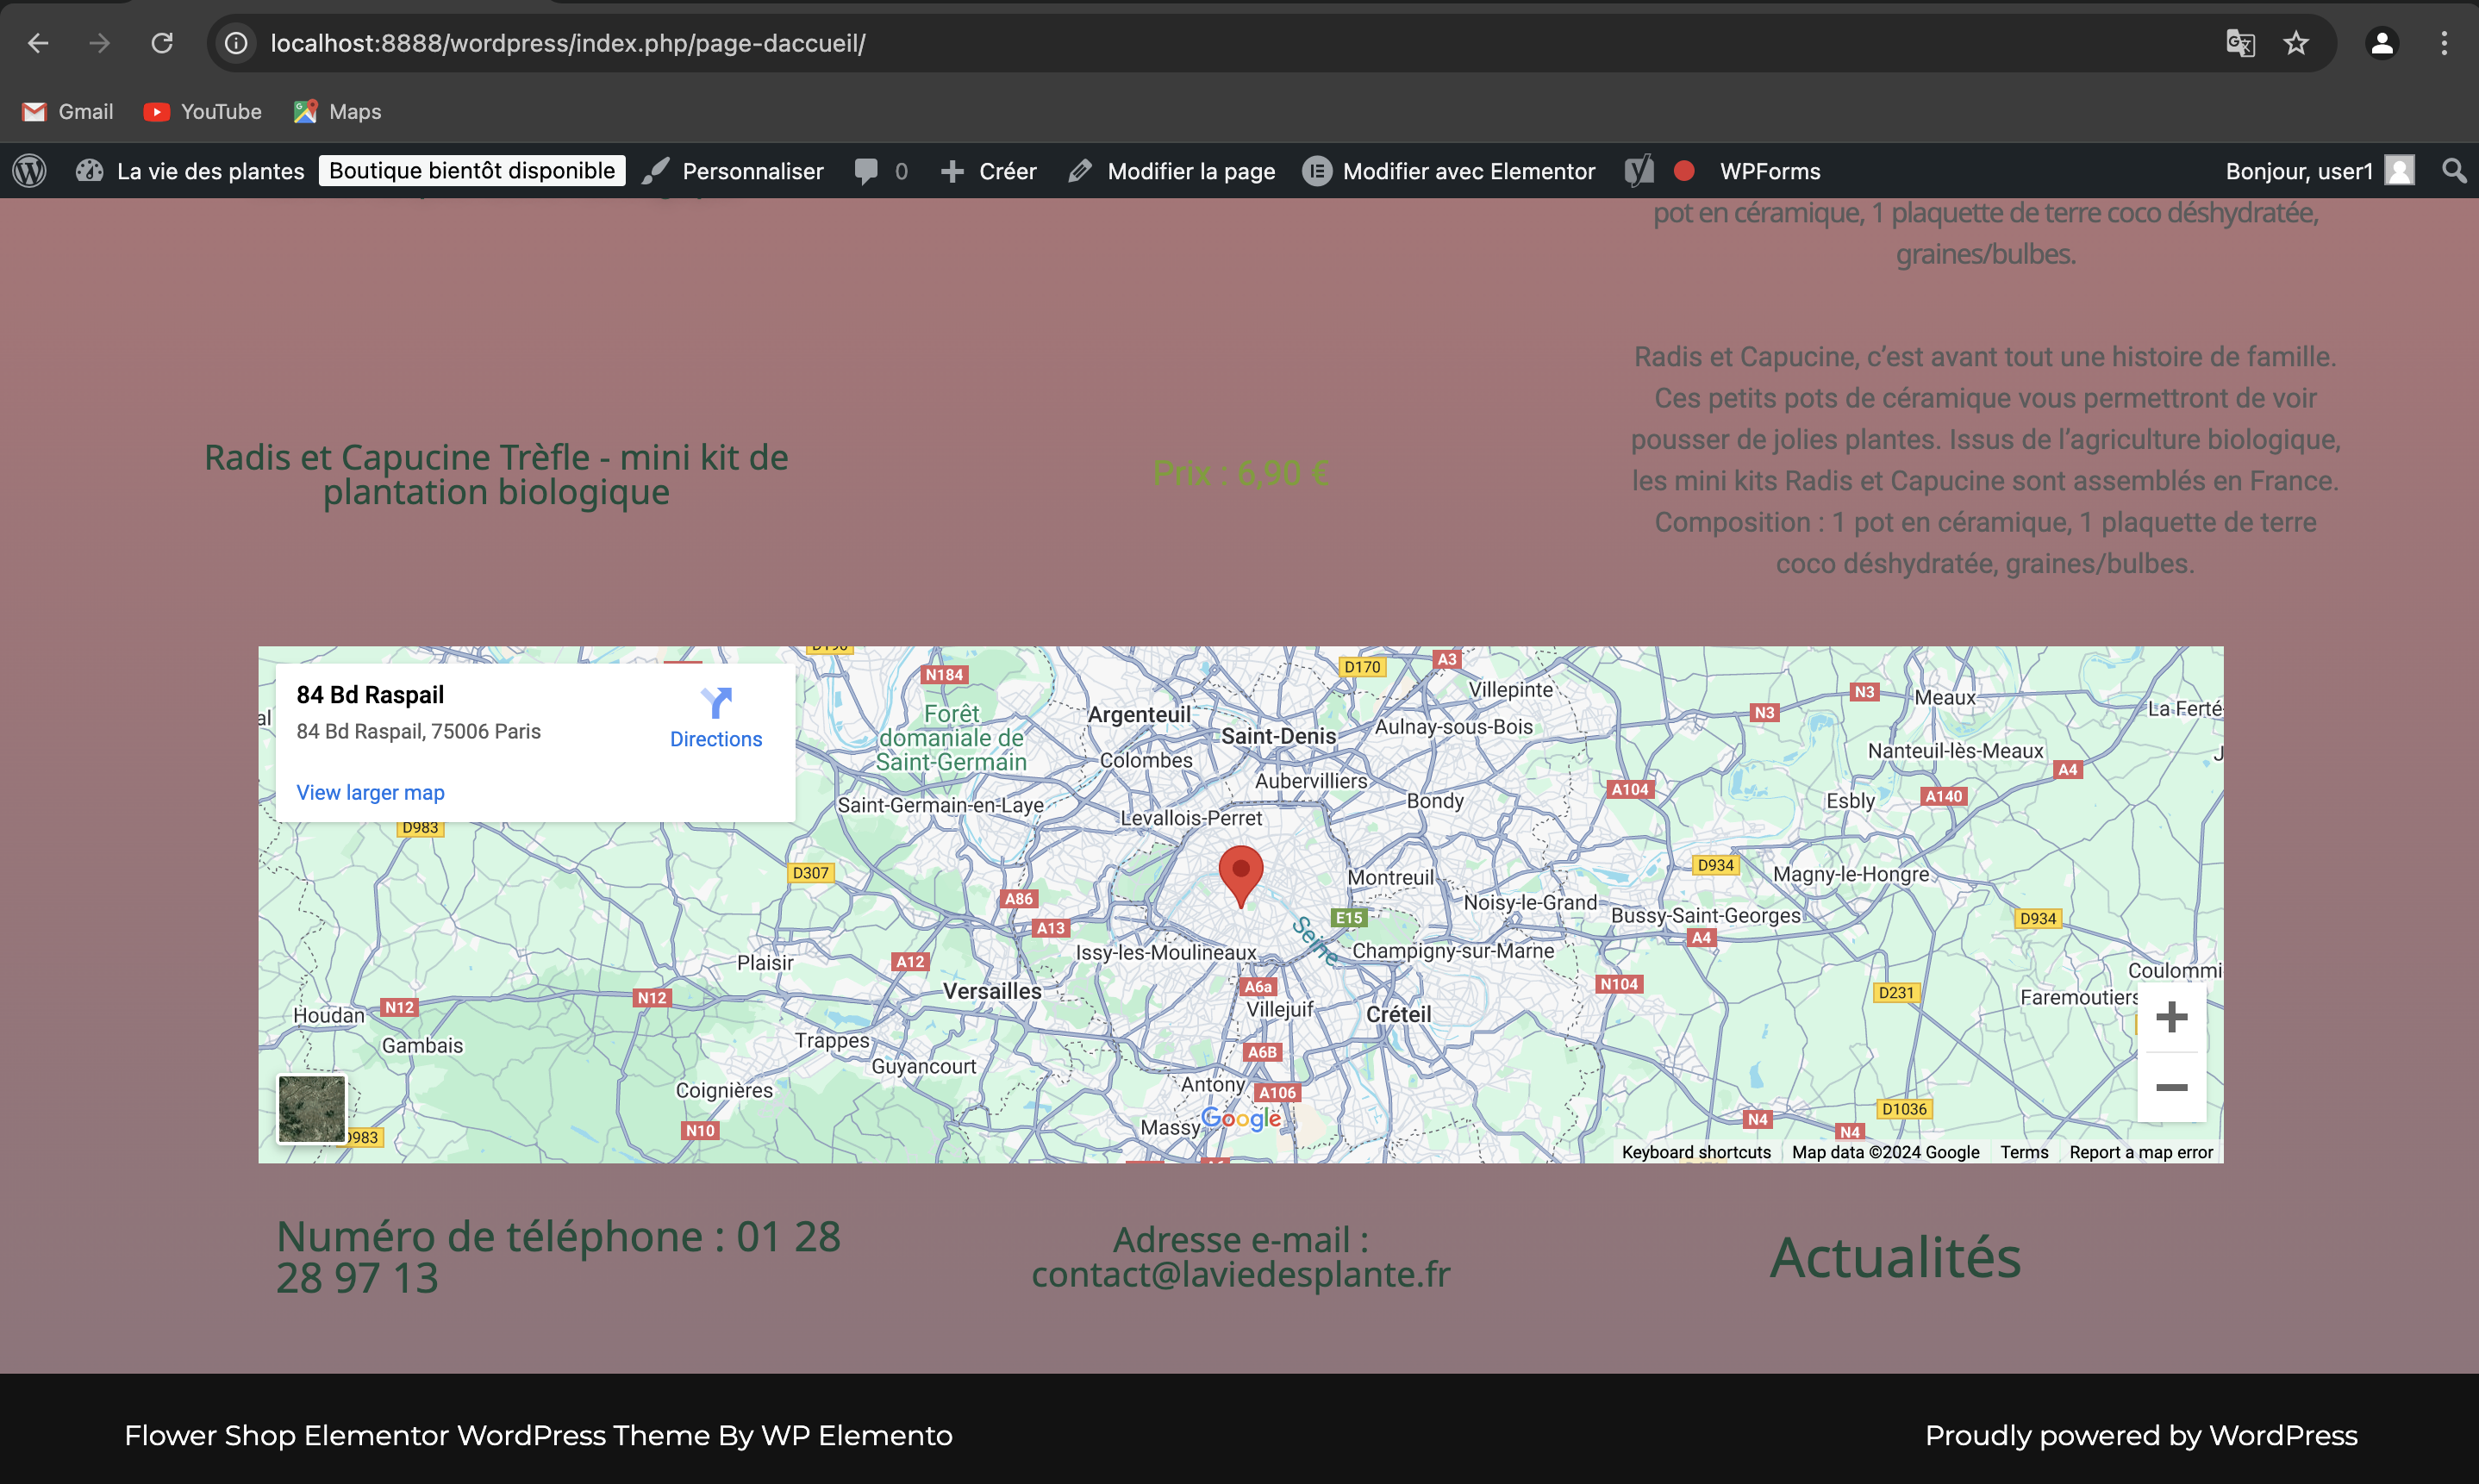 localhost:8888/wordpress/index.php/page-daccueil/
Gmail
YouTube
Maps
La vie des plantes
Boutique bientôt disponible
Personnaliser
0
Créer
Modifier la page
Modifier avec Elementor
WPForms
Bonjour, user1
pot en céramique, 1 plaquette de terre coco déshydratée,
graines/bulbes.
Radis et Capucine Trèfle - mini kit de
plantation biologique
Prix : 6,90 €
Radis et Capucine, c’est avant tout une histoire de famille.
Ces petits pots de céramique vous permettront de voir
pousser de jolies plantes. Issus de l’agriculture biologique,
les mini kits Radis et Capucine sont assemblés en France.
Composition : 1 pot en céramique, 1 plaquette de terre
coco déshydratée, graines/bulbes.
84 Bd Raspail
84 Bd Raspail, 75006 Paris
Directions
View larger map
N184
D170
A3
Villepinte
N3
Meaux
La Ferté
Forêt
domaniale de
Saint-Germain
Argenteuil
Saint-Denis
Aulnay-sous-Bois
N3
Nanteuil-lès-Meaux
Colombes
Aubervilliers
A4
Saint-Germain-en-Laye
Bondy
A104
Esbly
A140
D983
Levallois-Perret
D307
Montreuil
D934
Magny-le-Hongre
A86
Noisy-le-Grand
A13
E15
Bussy-Saint-Georges
D934
A4
Seine
Issy-les-Moulineaux
Champigny-sur-Marne
Plaisir
A12
Coulommi
Versailles
A6a
N104
D231
Faremoutiers
Houdan
N12
N12
Villejuif
Créteil
Gambais
Trappes
Guyancourt
A6B
Coignières
Antony
A106
D1036
N10
Massy
Google
N4
N4
D983
Keyboard shortcuts
Map data ©2024 Google
Terms
Report a map error
Numéro de téléphone : 01 28
28 97 13
Adresse e-mail :
contact@laviedesplante.fr
Actualités
Flower Shop Elementor WordPress Theme By WP Elemento
Proudly powered by WordPress